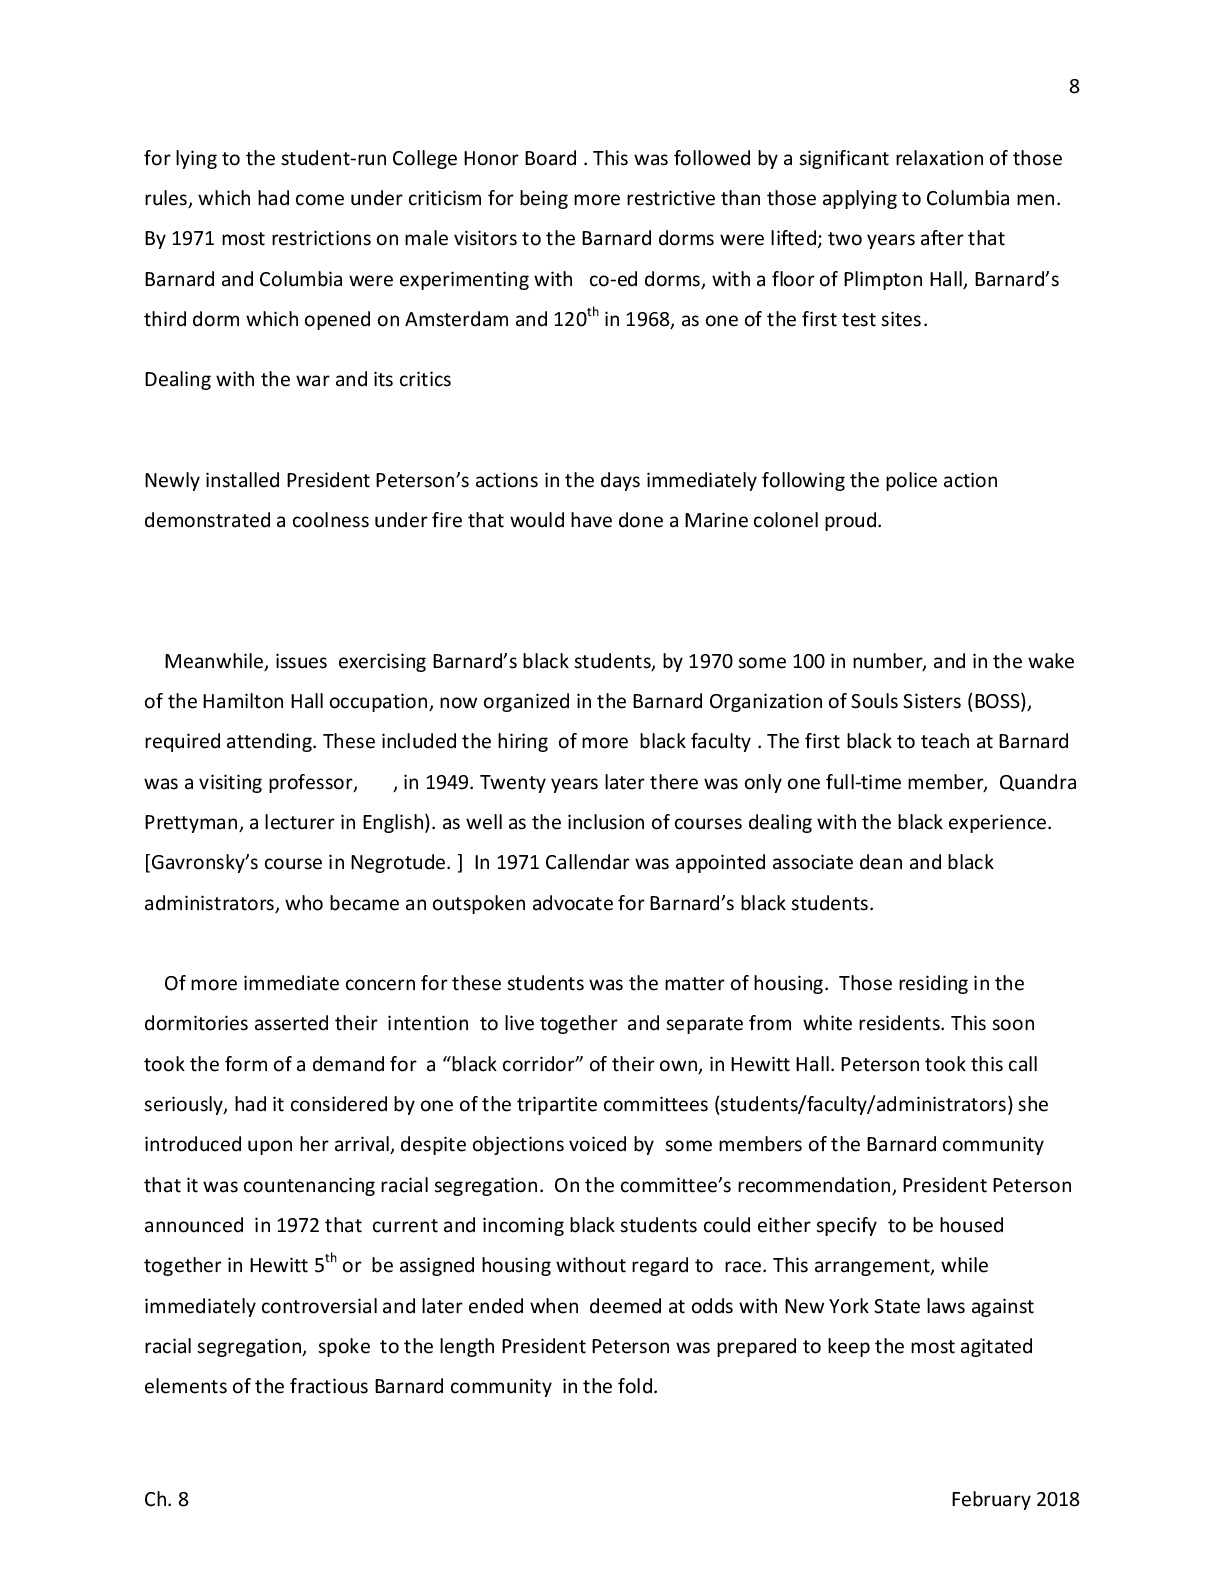 8
for lying to the student-run College Honor Board . This was followed by a significant relaxation of those
rules, which had come under criticism for being more restrictive than those applying to Columbia men.
By 1971 most restrictions on male visitors to the Barnard dorms were lifted; two years after that
Barnard and Columbia were experimenting with   co-ed dorms, with a floor of Plimpton Hall, Barnard’s
third dorm which opened on Amsterdam and 120th in 1968, as one of the first test sites.
Dealing with the war and its critics
Newly installed President Peterson’s actions in the days immediately following the police action
demonstrated a coolness under fire that would have done a Marine colonel proud.
Meanwhile, issues  exercising Barnard’s black students, by 1970 some 100 in number, and in the wake
of the Hamilton Hall occupation, now organized in the Barnard Organization of Souls Sisters (BOSS),
required attending. These included the hiring  of more  black faculty . The first black to teach at Barnard
was a visiting professor,      , in 1949. Twenty years later there was only one full-time member,  Quandra
Prettyman, a lecturer in English). as well as the inclusion of courses dealing with the black experience.
[Gavronsky’s course in Negrotude. ]  In 1971 Callendar was appointed associate dean and black
administrators, who became an outspoken advocate for Barnard’s black students.
Of more immediate concern for these students was the matter of housing.  Those residing in the
dormitories asserted their  intention  to live together  and separate from  white residents. This soon
took the form of a demand for  a “black corridor” of their own, in Hewitt Hall. Peterson took this call
seriously, had it considered by one of the tripartite committees (students/faculty/administrators) she
introduced upon her arrival, despite objections voiced by  some members of the Barnard community
that it was countenancing racial segregation.  On the committee’s recommendation, President Peterson
announced  in 1972 that  current and incoming black students could either specify  to be housed
together in Hewitt 5th or  be assigned housing without regard to  race. This arrangement, while
immediately controversial and later ended when  deemed at odds with New York State laws against
racial segregation,  spoke  to the length President Peterson was prepared to keep the most agitated
elements of the fractious Barnard community  in the fold.
Ch. 8
February 2018